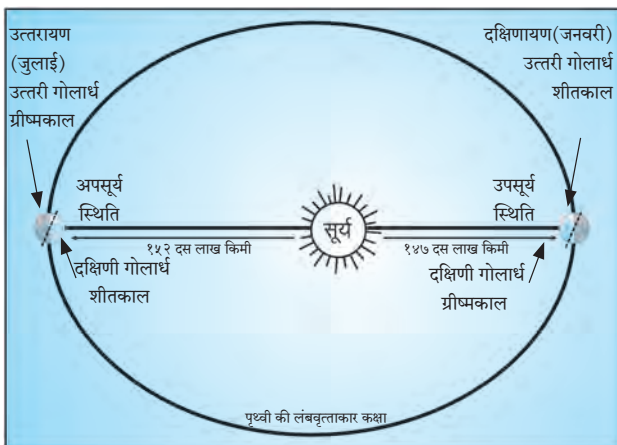 उत्तरायण
(जुलाई)
उत्तरी गोलार्ध
ग्रीष्मकाल
दक्षिणायण(जनवरी)
उत्तरी गोलार्ध
शीतकाल
अपसूर्य
स्थिति
उपसूर्य
स्थिति
सूर्य
१५२ दस लाख किमी
१४७ दस लाख किमी
दक्षिणी गोलार्ध
शीतकाल
दक्षिणी गोलार्ध
ग्रीष्मकाल
पृथ्वी की लंबवृत्ताकार कक्षा